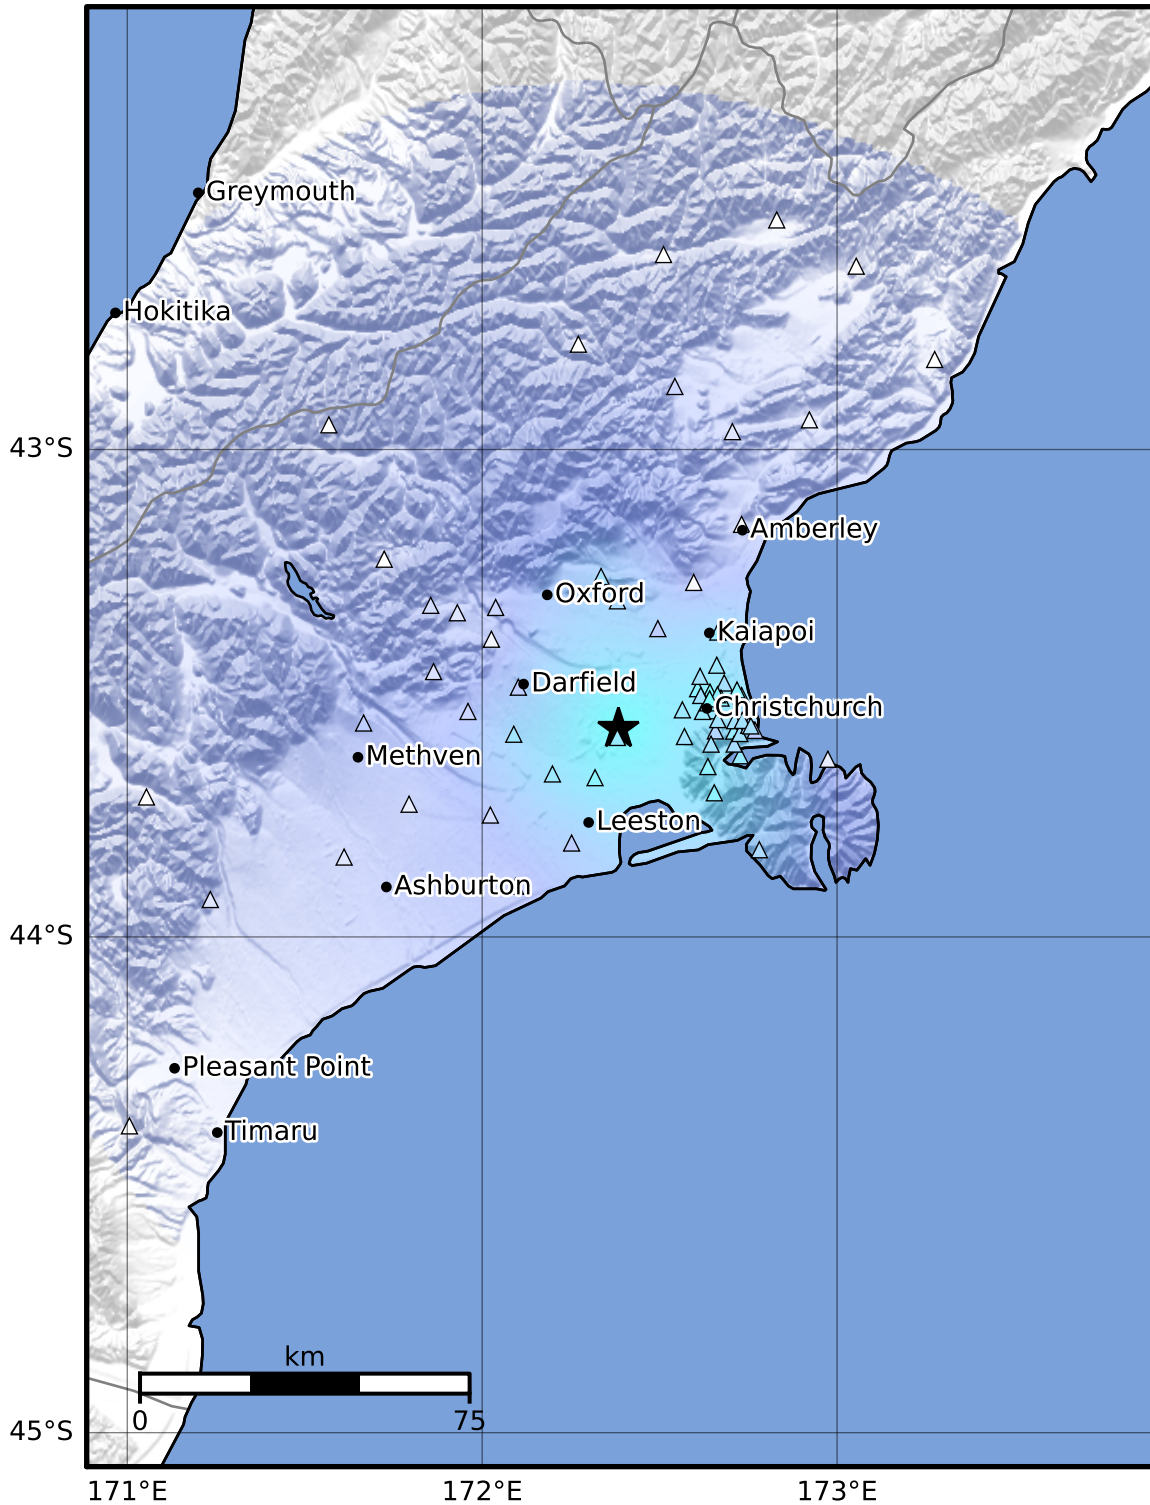 Greymouth
Hokitika
43°S
Amberley
Oxford
Kaiapoi
Darfield
Christchurch
Methven
Leeston
Ashburton
44°S
Pleasant Point
Timaru
km
0 75
45°S
171°E 172°E 173°E